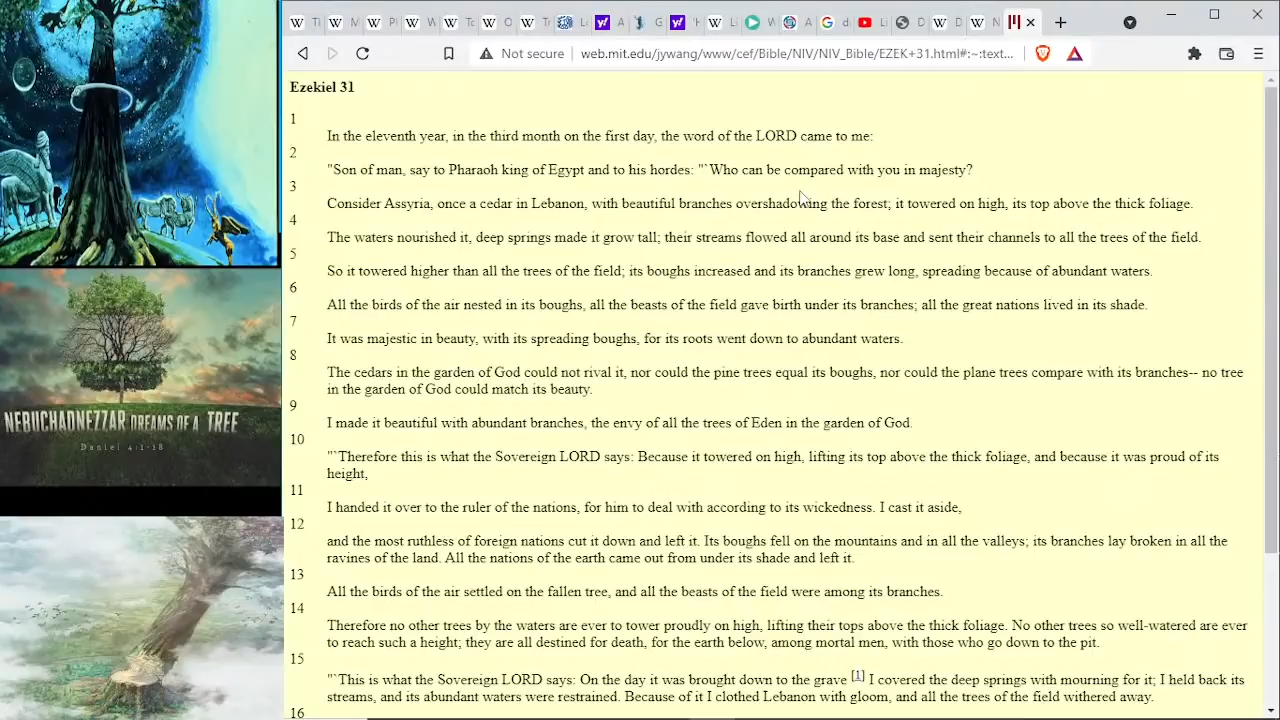 Ti
M
Pl
W
To
O
Tr
Li
A
G
'H
Li
Di
A
d
Li
D
D
N
Not secure
web.mit.edu/jywang/www/cef/Bible/NIV/NIV_Bible/EZEK+31.html#:~:text...
Ezekiel 31
1
In the eleventh year, in the third month on the first day, the word of the LORD came to me:
2
"Son of man, say to Pharaoh king of Egypt and to his hordes: "`Who can be compared with you in majesty?
3
Consider Assyria, once a cedar in Lebanon, with beautiful branches overshadowing the forest; it towered on high, its top above the thick foliage.
4
The waters nourished it, deep springs made it grow tall; their streams flowed all around its base and sent their channels to all the trees of the field.
5
So it towered higher than all the trees of the field; its boughs increased and its branches grew long, spreading because of abundant waters.
6
All the birds of the air nested in its boughs, all the beasts of the field gave birth under its branches; all the great nations lived in its shade.
7
It was majestic in beauty, with its spreading boughs, for its roots went down to abundant waters.
8
The cedars in the garden of God could not rival it, nor could the pine trees equal its boughs, nor could the plane trees compare with its branches-- no tree
in the garden of God could match its beauty.
9
I made it beautiful with abundant branches, the envy of all the trees of Eden in the garden of God.
10
"`Therefore this is what the Sovereign LORD says: Because it towered on high, lifting its top above the thick foliage, and because it was proud of its
height,
11
I handed it over to the ruler of the nations, for him to deal with according to its wickedness. I cast it aside,
12
and the most ruthless of foreign nations cut it down and left it. Its boughs fell on the mountains and in all the valleys; its branches lay broken in all the
ravines of the land. All the nations of the earth came out from under its shade and left it.
13
All the birds of the air settled on the fallen tree, and all the beasts of the field were among its branches.
14
Therefore no other trees by the waters are ever to tower proudly on high, lifting their tops above the thick foliage. No other trees so well-watered are ever
to reach such a height; they are all destined for death, for the earth below, among mortal men, with those who go down to the pit.
15
"`This is what the Sovereign LORD says: On the day it was brought down to the grave [1] I covered the deep springs with mourning for it; I held back its
streams, and its abundant waters were restrained. Because of it I clothed Lebanon with gloom, and all the trees of the field withered away.
16
NEBUCHADNEZZAR DREAMS OF A TREE
Daniel 4:1-18